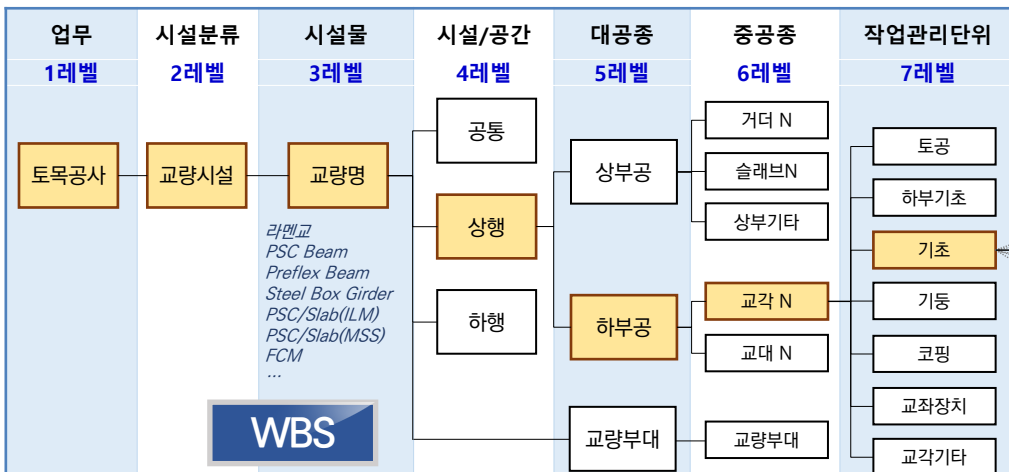 업무 시설분류 시설물 시설/공간 대공종 중공종 작업관리단위
1레벨 2레벨 3레벨 4레벨 5레벨 6레벨 7레벨
토목공사
교량시설
교량명
라멘교
PSC Beam
Preflex Beam
Steel Box Girder
PSC/Slab(ILM)
PSC/Slab(MSS)
FCM
...
WBS
공통
상행
하행
상부공
하부공
교량부대
거더 N
슬래브N
상부기타
교각 N
교대 N
교량부대
토공
하부기초
기초
기둥
코핑
교좌장치
교각기타